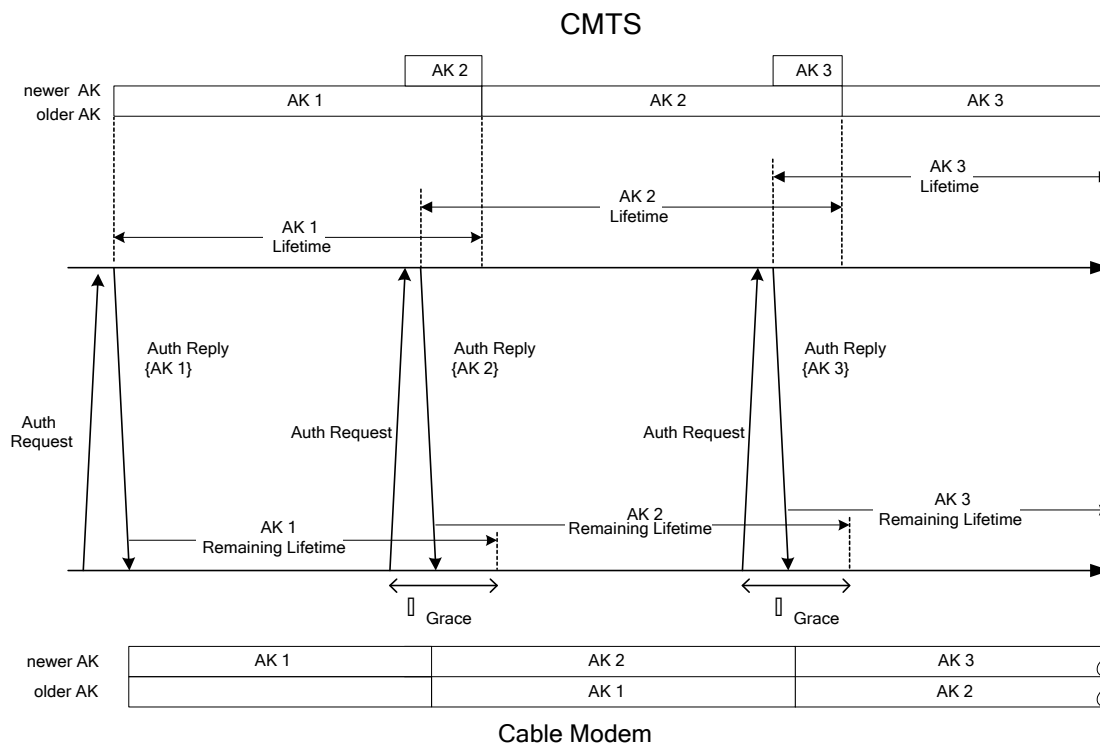 CMTS
AK 2
AK 3
newer AK
older AK
AK 1
AK 2
AK 3
AK 3
Lifetime
AK 2
Lifetime
AK 1
Lifetime
Auth Reply
{AK 1}
Auth Reply
{AK 2}
Auth Reply
{AK 3}
Auth
Request
Auth Request
Auth Request
AK 1
Remaining Lifetime
AK 2
Remaining Lifetime
AK 3
Remaining Lifetime
Grace
Grace
newer AK
AK 1
AK 2
AK 3
older AK
AK 1
AK 2
Cable Modem